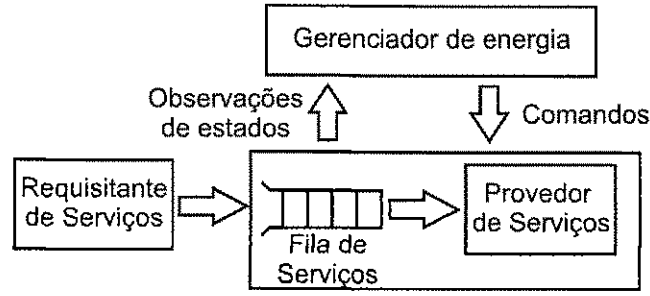 Gerenciador de energia
Observações
de estados
Comandos
Requisitante
de Serviços
Fila de
Serviços
Provedor
de Serviços